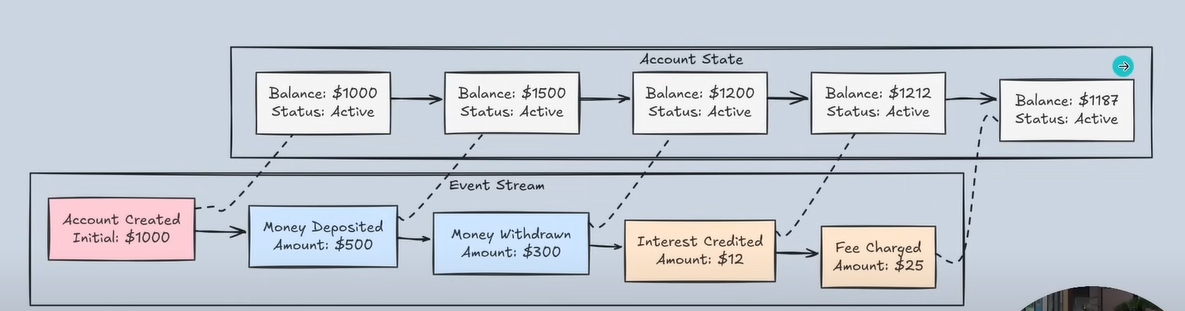 Account State
Balance: $1000
Status: Active
Balance: $1500
Status: Active
Balance: $1200
Status: Active
Balance: $1212
Status: Active
Balance: $1187
Status: Active
Event Stream
Account Created
Initial: $1000
Money Deposited
Amount: $500
Money Withdrawn
Amount: $300
Interest Credited
Amount: $12
Fee Charged
Amount: $25